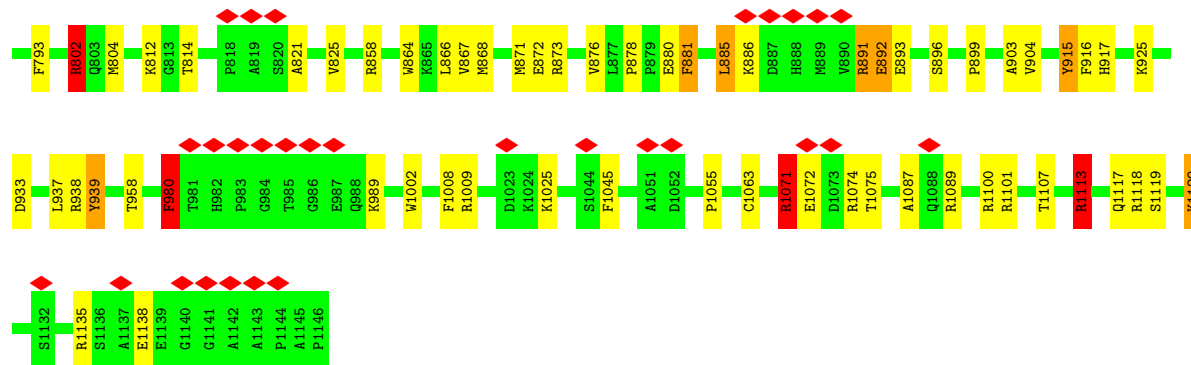 F793 R802 Q803 M804 K812 G813 T814 P818 A819 S820 A821 V825 R858 W864 K865 L866 V867 M868 M871 E872 R873 V876 L877 P878 P879 E880 F881 L885 K886 D887 H888 M889 V890 R891 E892 E893 S896 P899 A903 V904 Y915 F916 H917 K925
D933 L937 R938 Y939 T958 F980 T981 H982 P983 G984 T985 G986 E987 Q988 K989 W1002 F1008 R1009 D1023 K1024 K1025 S1044 F1045 A1051 D1052 P1055 C1063 R1071 E1072 D1073 R1074 T1075 A1087 Q1088 R1089 R1100 R1101 T1107 R1113 Q1117 R1118 S1119
S1132 R1135 S1136 A1137 E1138 E1139 G1140 G1141 A1142 A1143 P1144 A1145 P1146